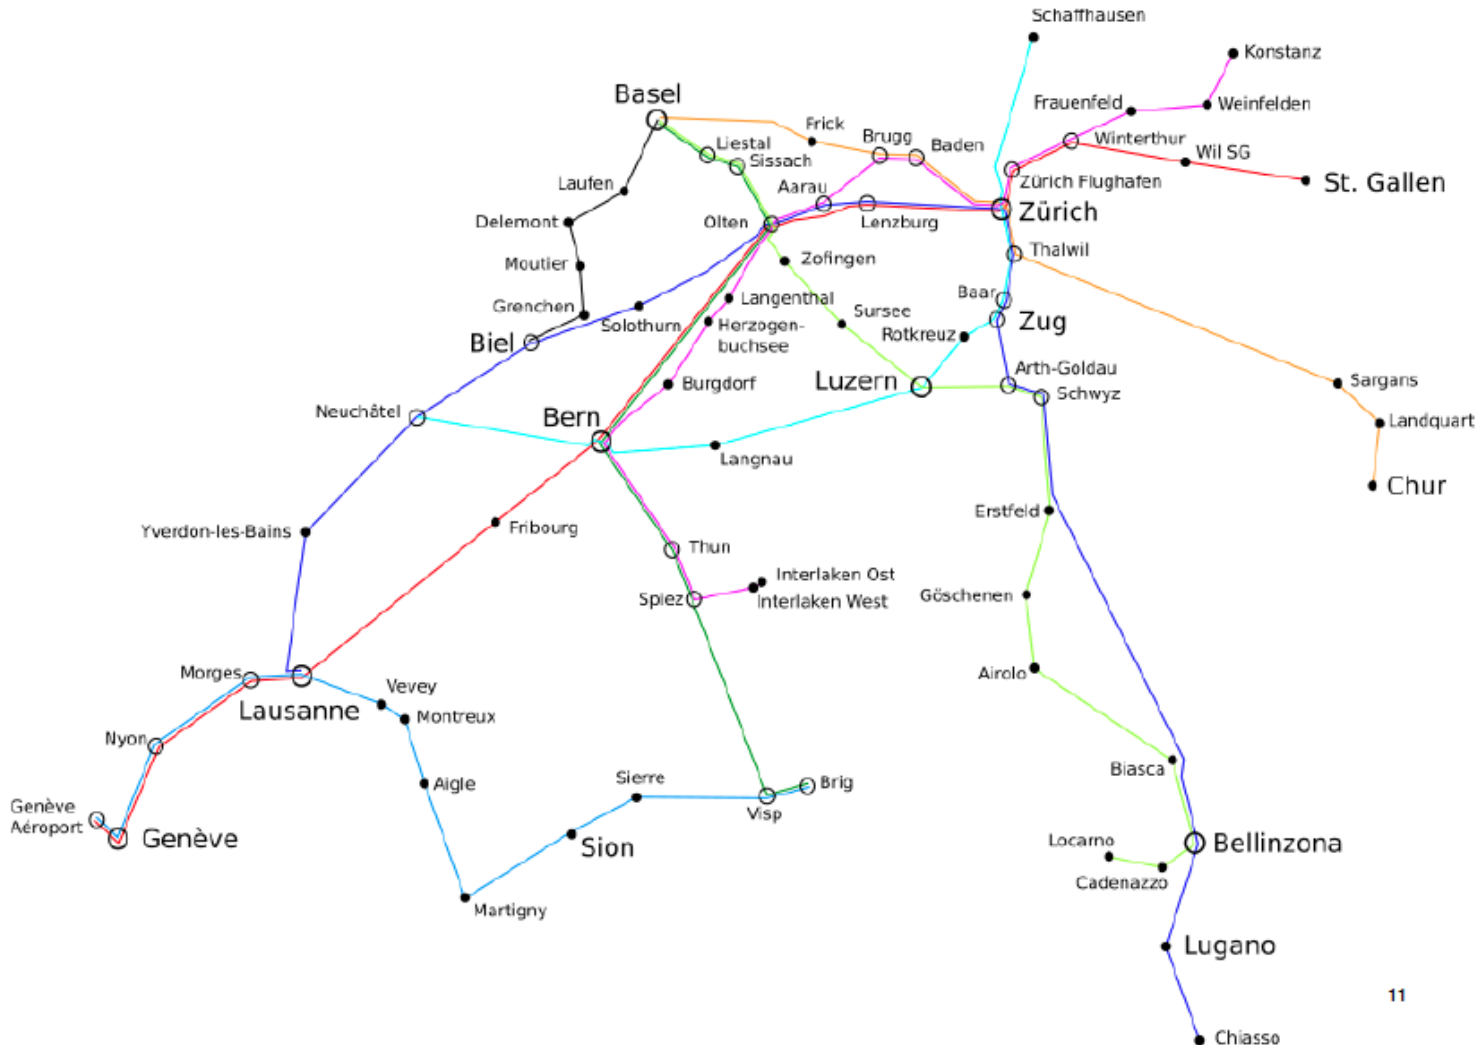 Schaffhausen
Konstanz
Basel
Frauenfeld
Weinfelden
Frick
Brugg
Baden
Winterthur
Liestal
Sissach
Wil SG
Laufen
Aarau
Zürich Flughafen
St. Gallen
Delemont
Olten
Lenzburg
Zürich
Zofingen
Thalwil
Moutier
Baar
Grenchen
Langenthal
Solothurn
Herzogen-
buchsee
Sursee
Rotkreuz
Zug
Biel
Arth-Goldau
Luzern
Burgdorf
Schwyz
Sargans
Neuchâtel
Bern
Landquart
Langnau
Chur
Erstfeld
Yverdon-les-Bains
Fribourg
Thun
Interlaken Ost
Spiez
Interlaken West
Göschenen
Morges
Airolo
Vevey
Lausanne
Montreux
Nyon
Biasca
Aigle
Sierre
Brig
Genève
Aéroport
Visp
Genève
Sion
Locarno
Bellinzona
Cadenazzo
Martigny
Lugano
11
Chiasso